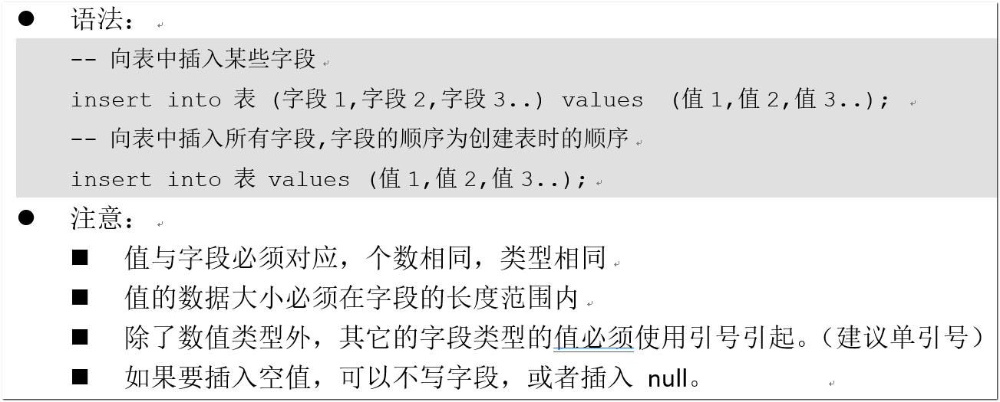 ● 语法：
-- 向表中插入某些字段
insert into 表 (字段1,字段2,字段3..) values  (值1,值2,值3..);
-- 向表中插入所有字段,字段的顺序为创建表时的顺序
insert into 表 values (值1,值2,值3..);
● 注意：
■ 值与字段必须对应，个数相同，类型相同
■ 值的数据大小必须在字段的长度范围内
■ 除了数值类型外，其它的字段类型的值必须使用引号引起。（建议单引号）
■ 如果要插入空值，可以不写字段，或者插入 null。